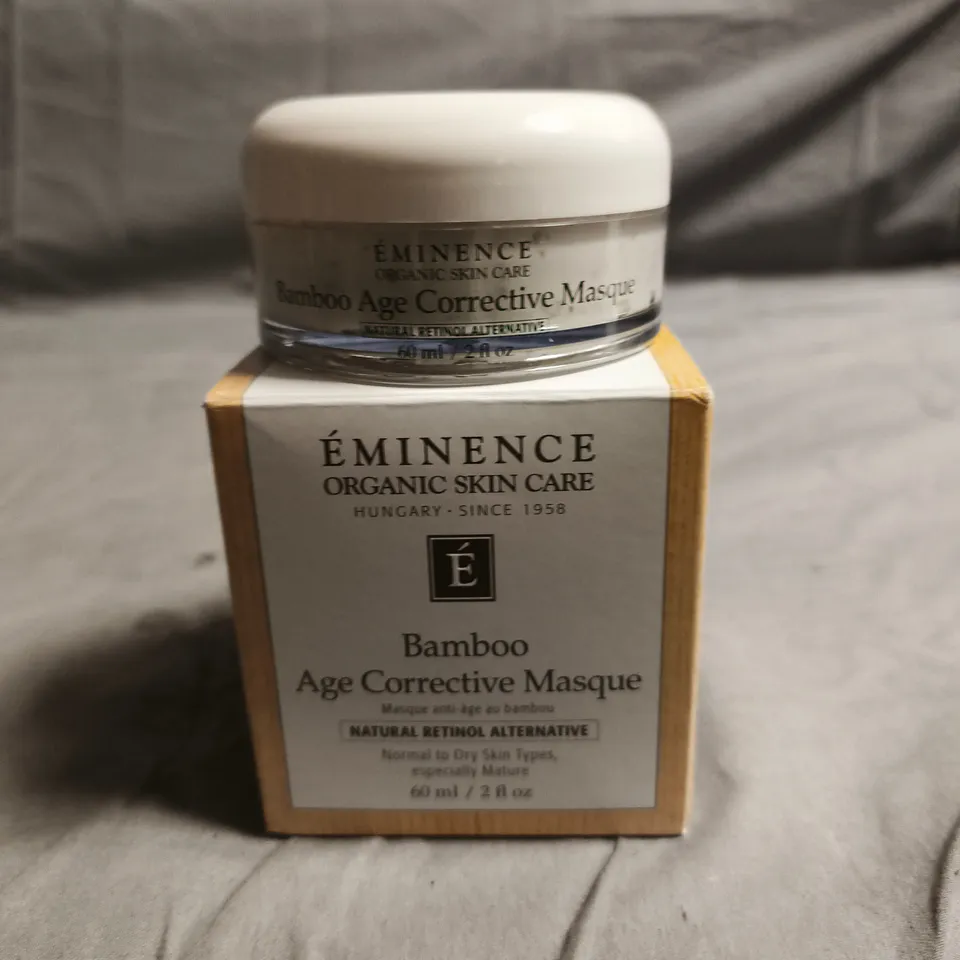 ÉMINENCE
ORGANIC SKIN CARE
Bamboo Age Corrective Masque
NATURAL RETINOL ALTERNATIVE
60 ml / 2 fl oz
ÉMINENCE
ORGANIC SKIN CARE
HUNGARY · SINCE 1958
É
Bamboo
Age Corrective Masque
Masque anti-âge au bambou
NATURAL RETINOL ALTERNATIVE
Normal to Dry Skin Types,
especially Mature
60 ml / 2 fl oz